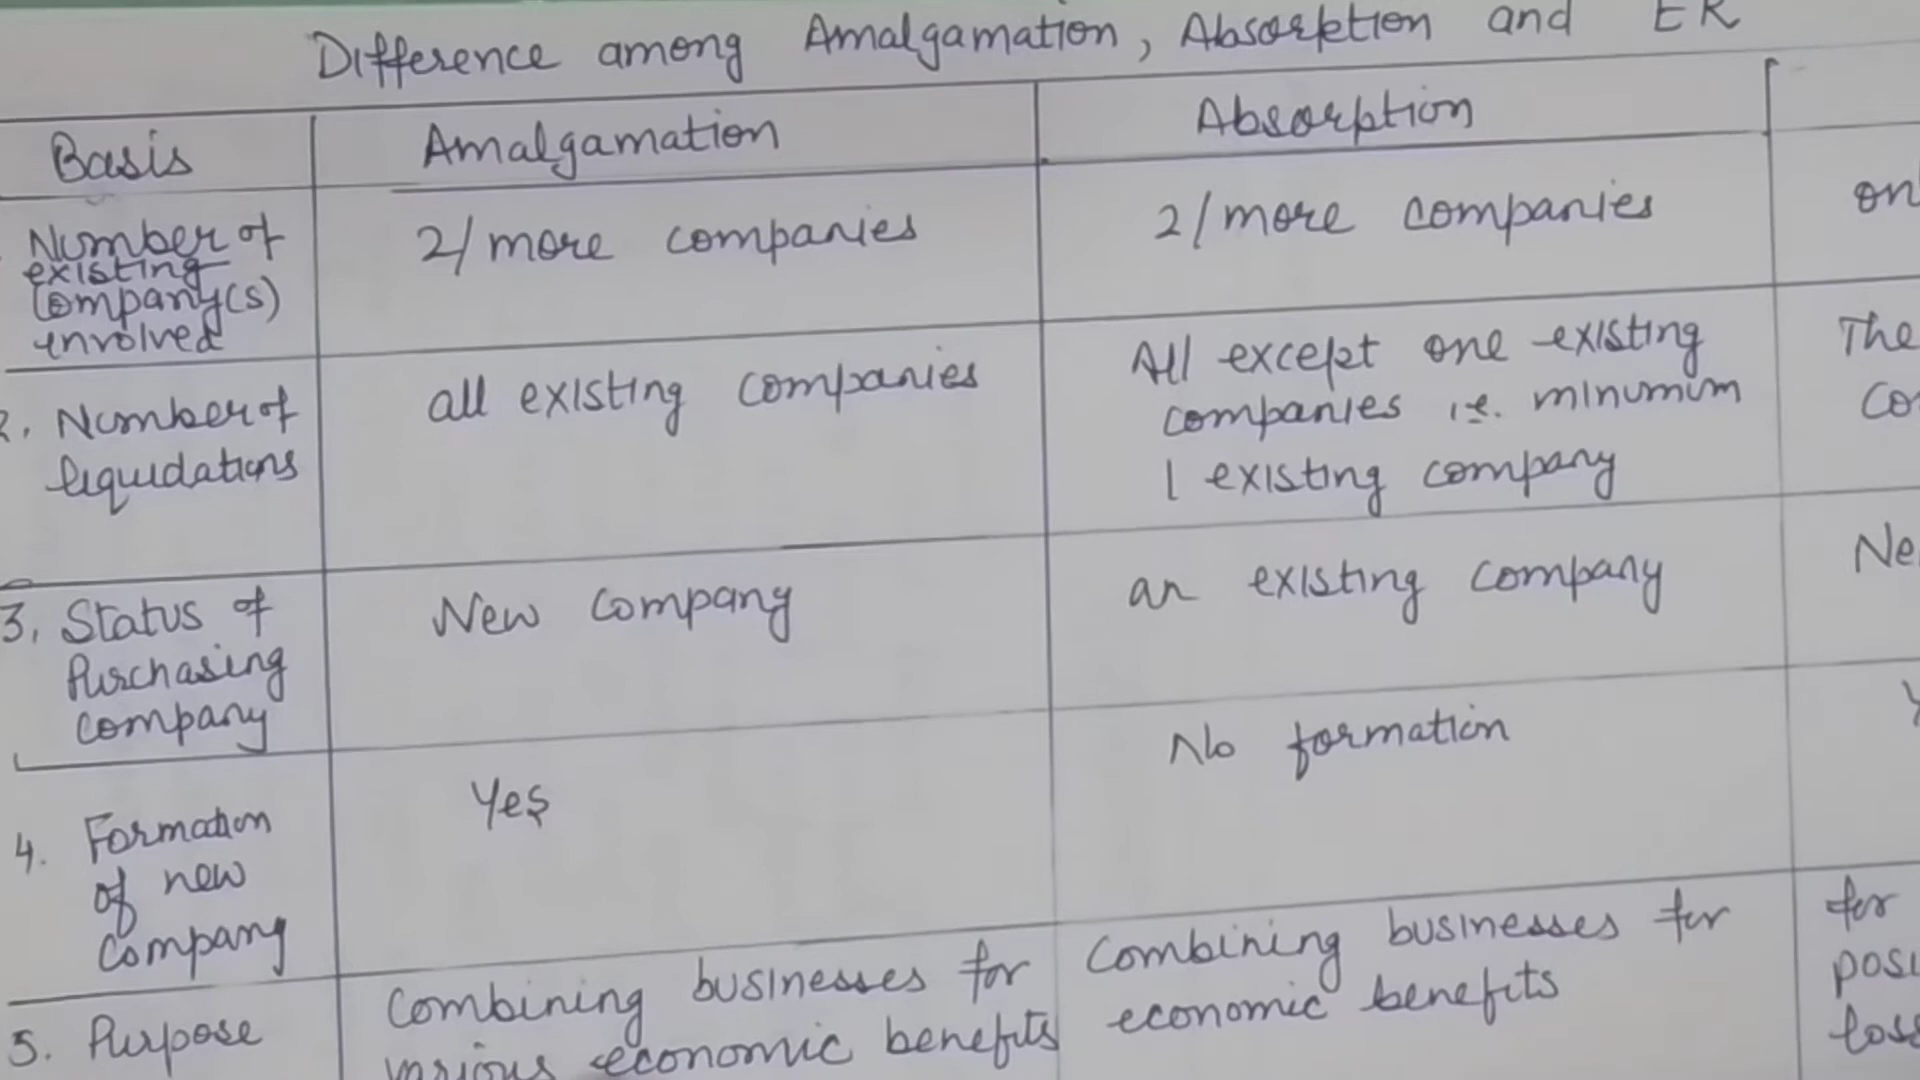 Difference among Amalgamation, Absorption and ER
Basis
Amalgamation
Absorption
Number of
existing
Company(s)
involved
2/more companies
2/more companies
2. Number of
liquidations
all existing companies
All except one existing
companies i.e. minumum
1 existing company
The
3. Status of
Purchasing
company
New Company
an existing company
4. Formation
of new
Company
Yes
No formation
5. Purpose
Combining businesses for
various economic benefits
Combining businesses for
economic benefits
for